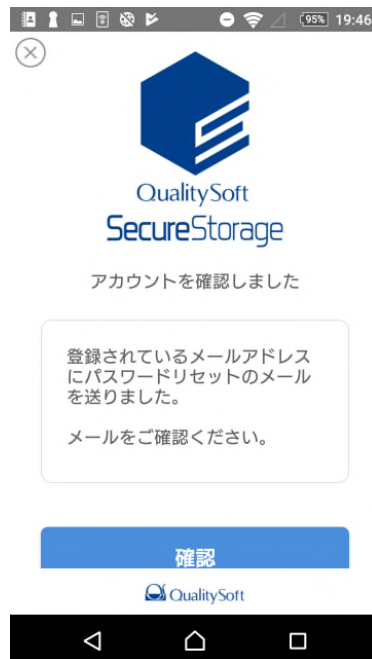 95% 19:46
QualitySoft
SecureStorage
アカウントを確認しました
登録されているメールアドレス
にパスワードリセットのメール
を送りました。
メールをご確認ください。
確認
QualitySoft